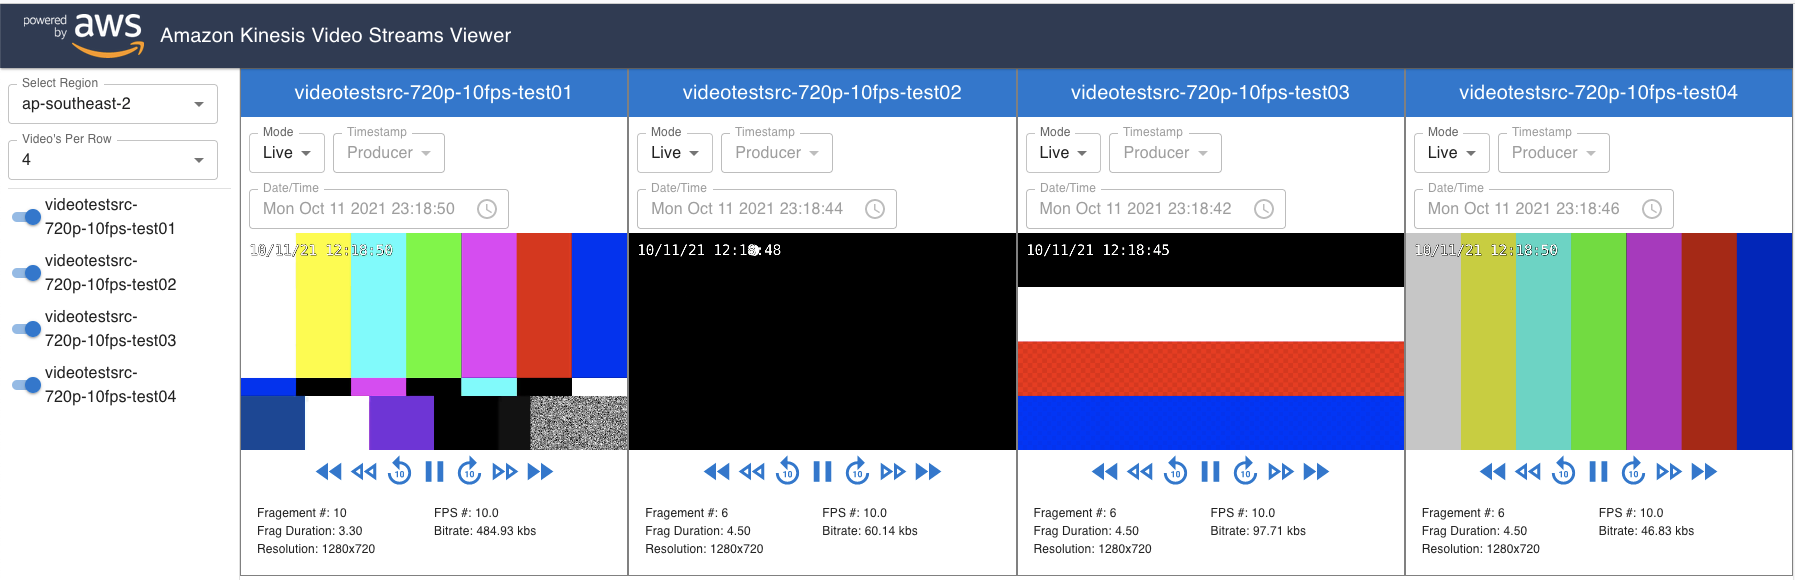 powered
by
aws
Amazon Kinesis Video Streams Viewer
Select Region
ap-southeast-2
Video's Per Row
4
videotestsrc-
720p-10fps-test01
videotestsrc-
720p-10fps-test02
videotestsrc-
720p-10fps-test03
videotestsrc-
720p-10fps-test04
videotestsrc-720p-10fps-test01
Mode
Live
Timestamp
Producer
Date/Time
Mon Oct 11 2021 23:18:50
10/11/21 12:18:50
10
10
Fragement #: 10
FPS #: 10.0
Frag Duration: 3.30
Bitrate: 484.93 kbs
Resolution: 1280x720
videotestsrc-720p-10fps-test02
Mode
Live
Timestamp
Producer
Date/Time
Mon Oct 11 2021 23:18:44
10/11/21
10
10
Fragement #: 6
FPS #: 10.0
Frag Duration: 4.50
Bitrate: 60.14 kbs
Resolution: 1280x720
videotestsrc-720p-10fps-test03
Mode
Live
Timestamp
Producer
Date/Time
Mon Oct 11 2021 23:18:42
10/11/21 12:18:45
10
10
Fragement #: 6
FPS #: 10.0
Frag Duration: 4.50
Bitrate: 97.71 kbs
Resolution: 1280x720
videotestsrc-720p-10fps-test04
Mode
Live
Timestamp
Producer
Date/Time
Mon Oct 11 2021 23:18:46
10/11/21 12:18:50
10
10
Fragement #: 6
FPS #: 10.0
Frag Duration: 4.50
Bitrate: 46.83 kbs
Resolution: 1280x720